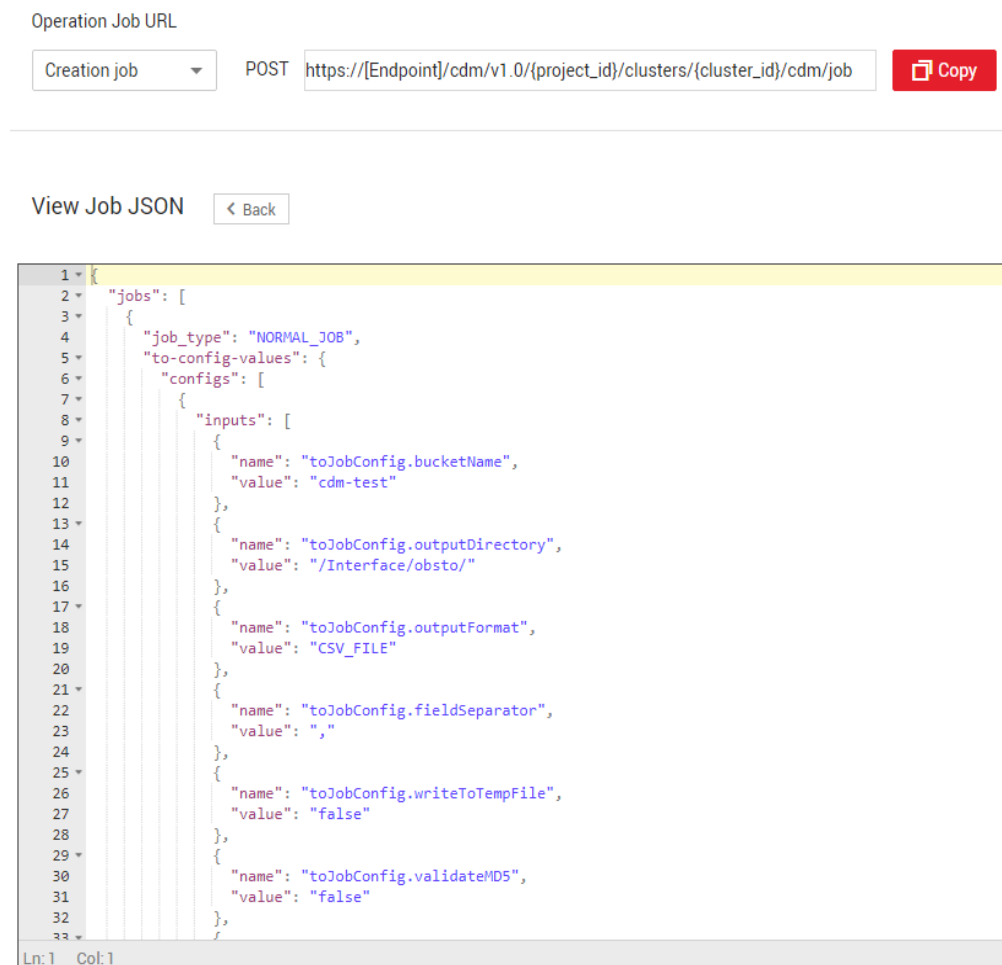 Operation Job URL
Creation job POST https://[Endpoint]/cdm/v1.0/{project_id}/clusters/{cluster_id}/cdm/job Copy
View Job JSON < Back
1 {
2 "jobs": [
3 {
4 "job_type": "NORMAL_JOB",
5 "to-config-values": {
6 "configs": [
7 {
8 "inputs": [
9 {
10 "name": "toJobConfig.bucketName",
11 "value": "cdm-test"
12 },
13 {
14 "name": "toJobConfig.outputDirectory",
15 "value": "/Interface/obsto/"
16 },
17 {
18 "name": "toJobConfig.outputFormat",
19 "value": "CSV_FILE"
20 },
21 {
22 "name": "toJobConfig.fieldSeparator",
23 "value": ","
24 },
25 {
26 "name": "toJobConfig.writeToTempFile",
27 "value": "false"
28 },
29 {
30 "name": "toJobConfig.validateMD5",
31 "value": "false"
32 },
33 {
Ln: 1 Col: 1